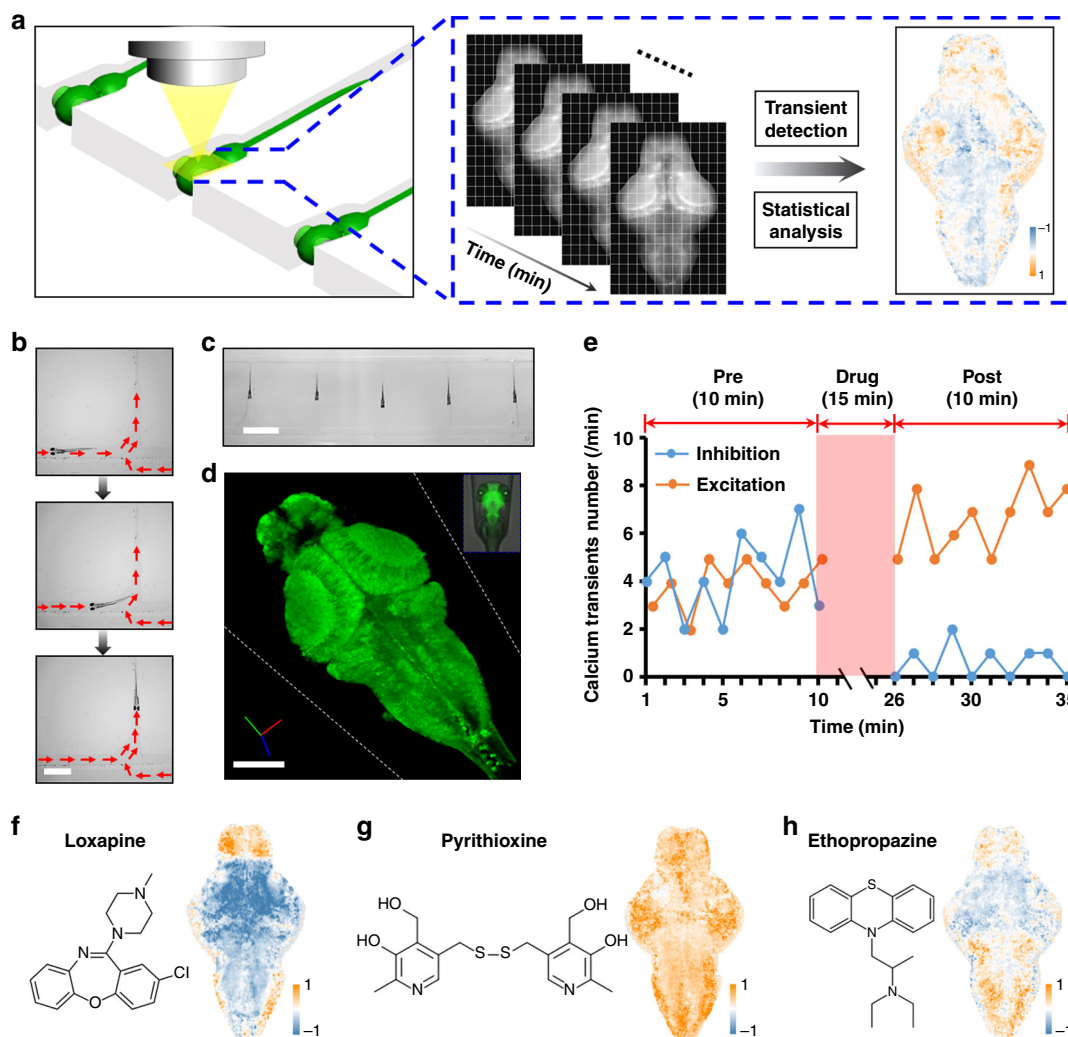 a
Transient
detection
Statistical
analysis
Time (min)
−1
1
b
c
d
e
Pre
(10 min)
Drug
(15 min)
Post
(10 min)
Calcium transients number (/min)
10
8
6
4
2
0
Inhibition
Excitation
1
5
10
26
30
35
Time (min)
f
Loxapine
N
N
N
Cl
O
1
−1
g
Pyrithioxine
HO
HO
HO
OH
S–S
N
N
1
−1
h
Ethopropazine
S
N
N
1
−1